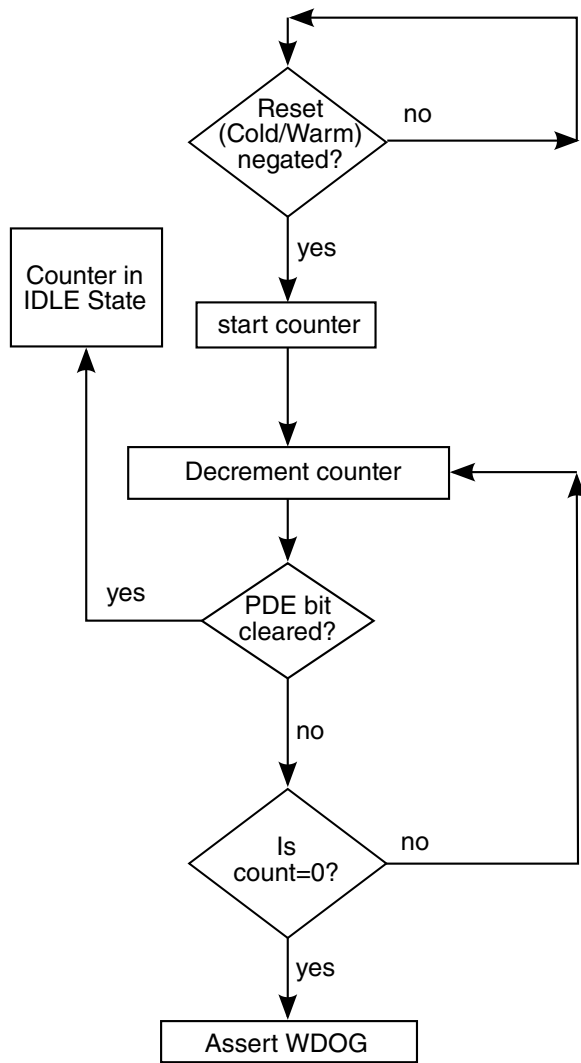 Reset
(Cold/Warm)
negated?
no
yes
Counter in
IDLE State
start counter
Decrement counter
yes
PDE bit
cleared?
no
Is
count=0?
no
yes
Assert WDOG